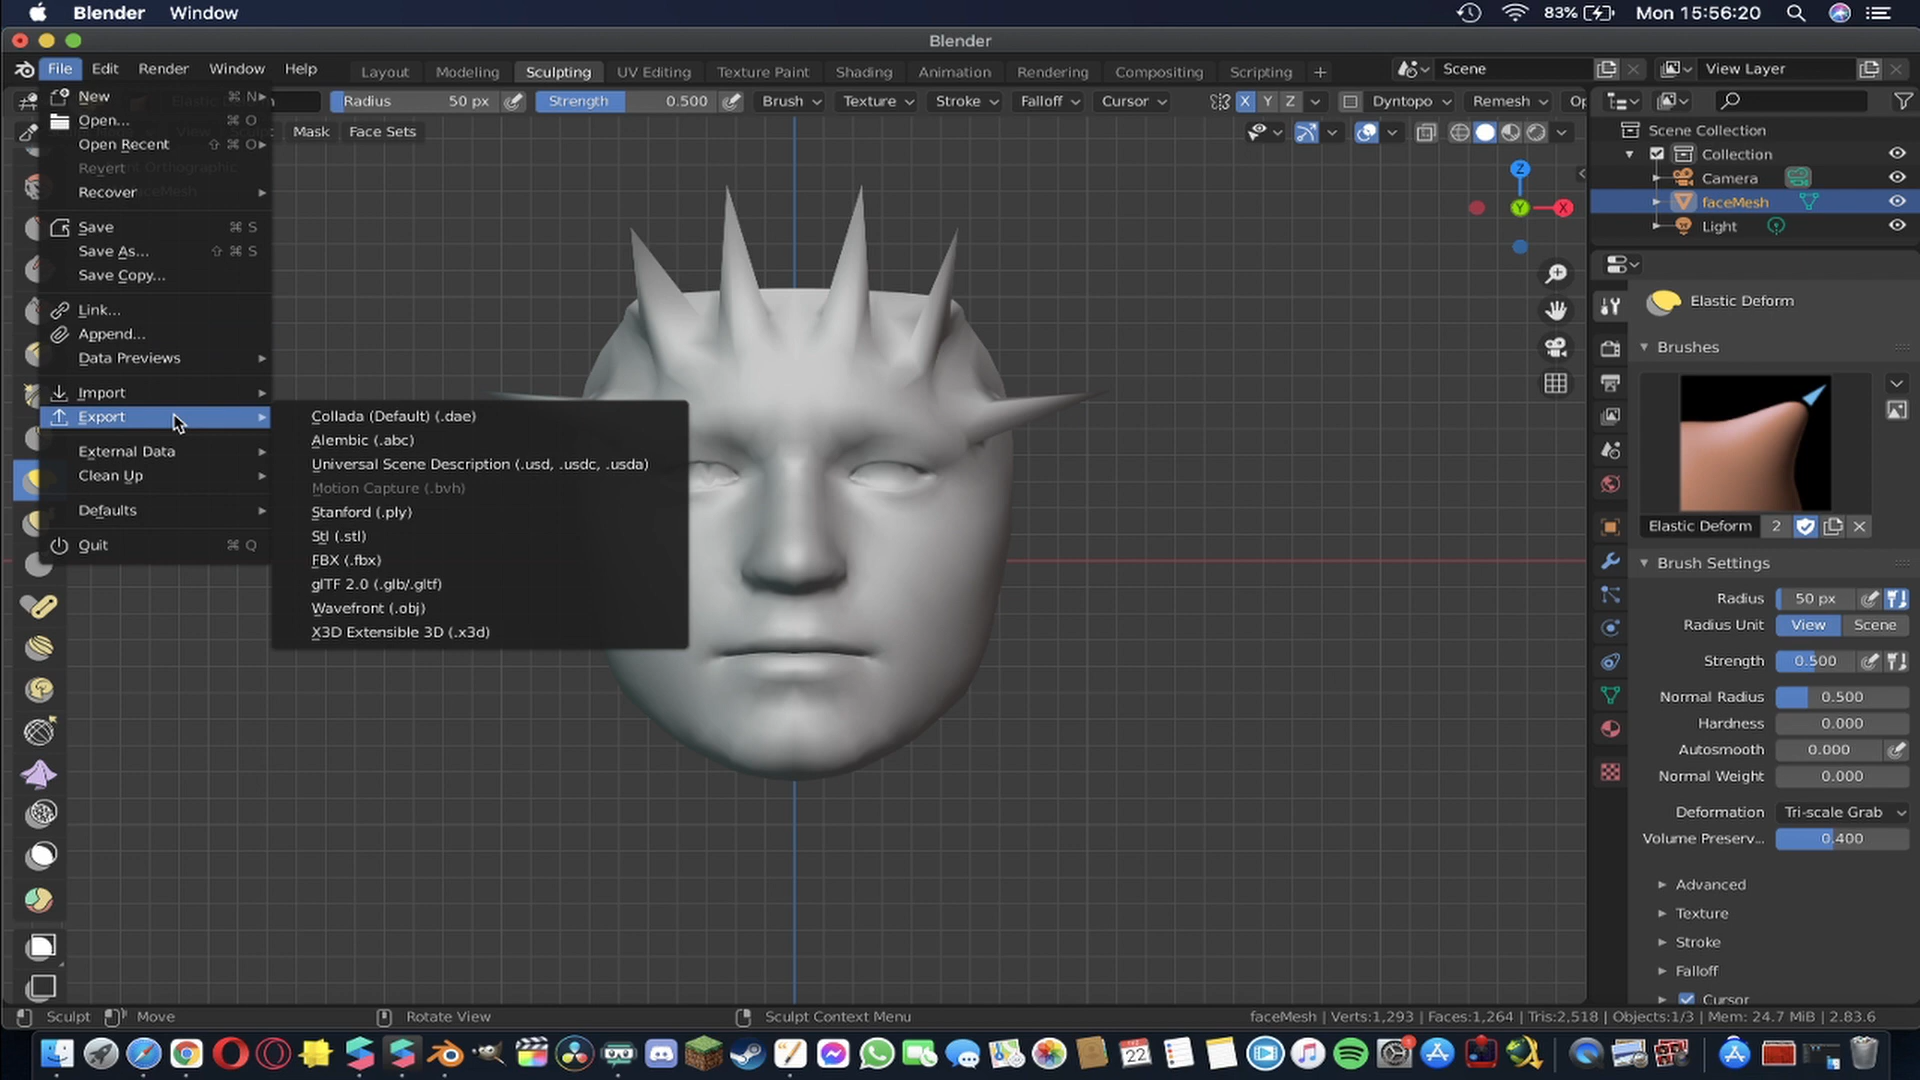 Blender Window 83% Mon 15:56:20
Blender
File Edit Render Window Help Layout Modeling Sculpting UV Editing Texture Paint Shading Animation Rendering Compositing Scripting + Scene View Layer
New ⌘ N
Radius 50 px Strength 0.500 Brush Texture Stroke Falloff Cursor X Y Z Dyntopo Remesh Op
Open... ⌘ O
Mask Face Sets
Open Recent ⇧ ⌘ O
Revert
Recover
Save ⌘ S
Save As... ⇧ ⌘ S
Save Copy...
Link...
Append...
Data Previews
Import
Export
External Data
Clean Up
Defaults
Quit ⌘ Q
Collada (Default) (.dae)
Alembic (.abc)
Universal Scene Description (.usd, .usdc, .usda)
Motion Capture (.bvh)
Stanford (.ply)
Stl (.stl)
FBX (.fbx)
glTF 2.0 (.glb/.gltf)
Wavefront (.obj)
X3D Extensible 3D (.x3d)
Z
Y
X
Scene Collection
Collection
Camera
faceMesh
Light
Elastic Deform
Brushes
Elastic Deform 2
Brush Settings
Radius 50 px
Radius Unit View Scene
Strength 0.500
Normal Radius 0.500
Hardness 0.000
Autosmooth 0.000
Normal Weight 0.000
Deformation Tri-scale Grab
Volume Preserv... 0.400
Advanced
Texture
Stroke
Falloff
Cursor
Sculpt Move Rotate View Sculpt Context Menu faceMesh | Verts:1,293 | Faces:1,264 | Tris:2,518 | Objects:1/3 | Mem: 24.7 MiB | 2.83.6
22